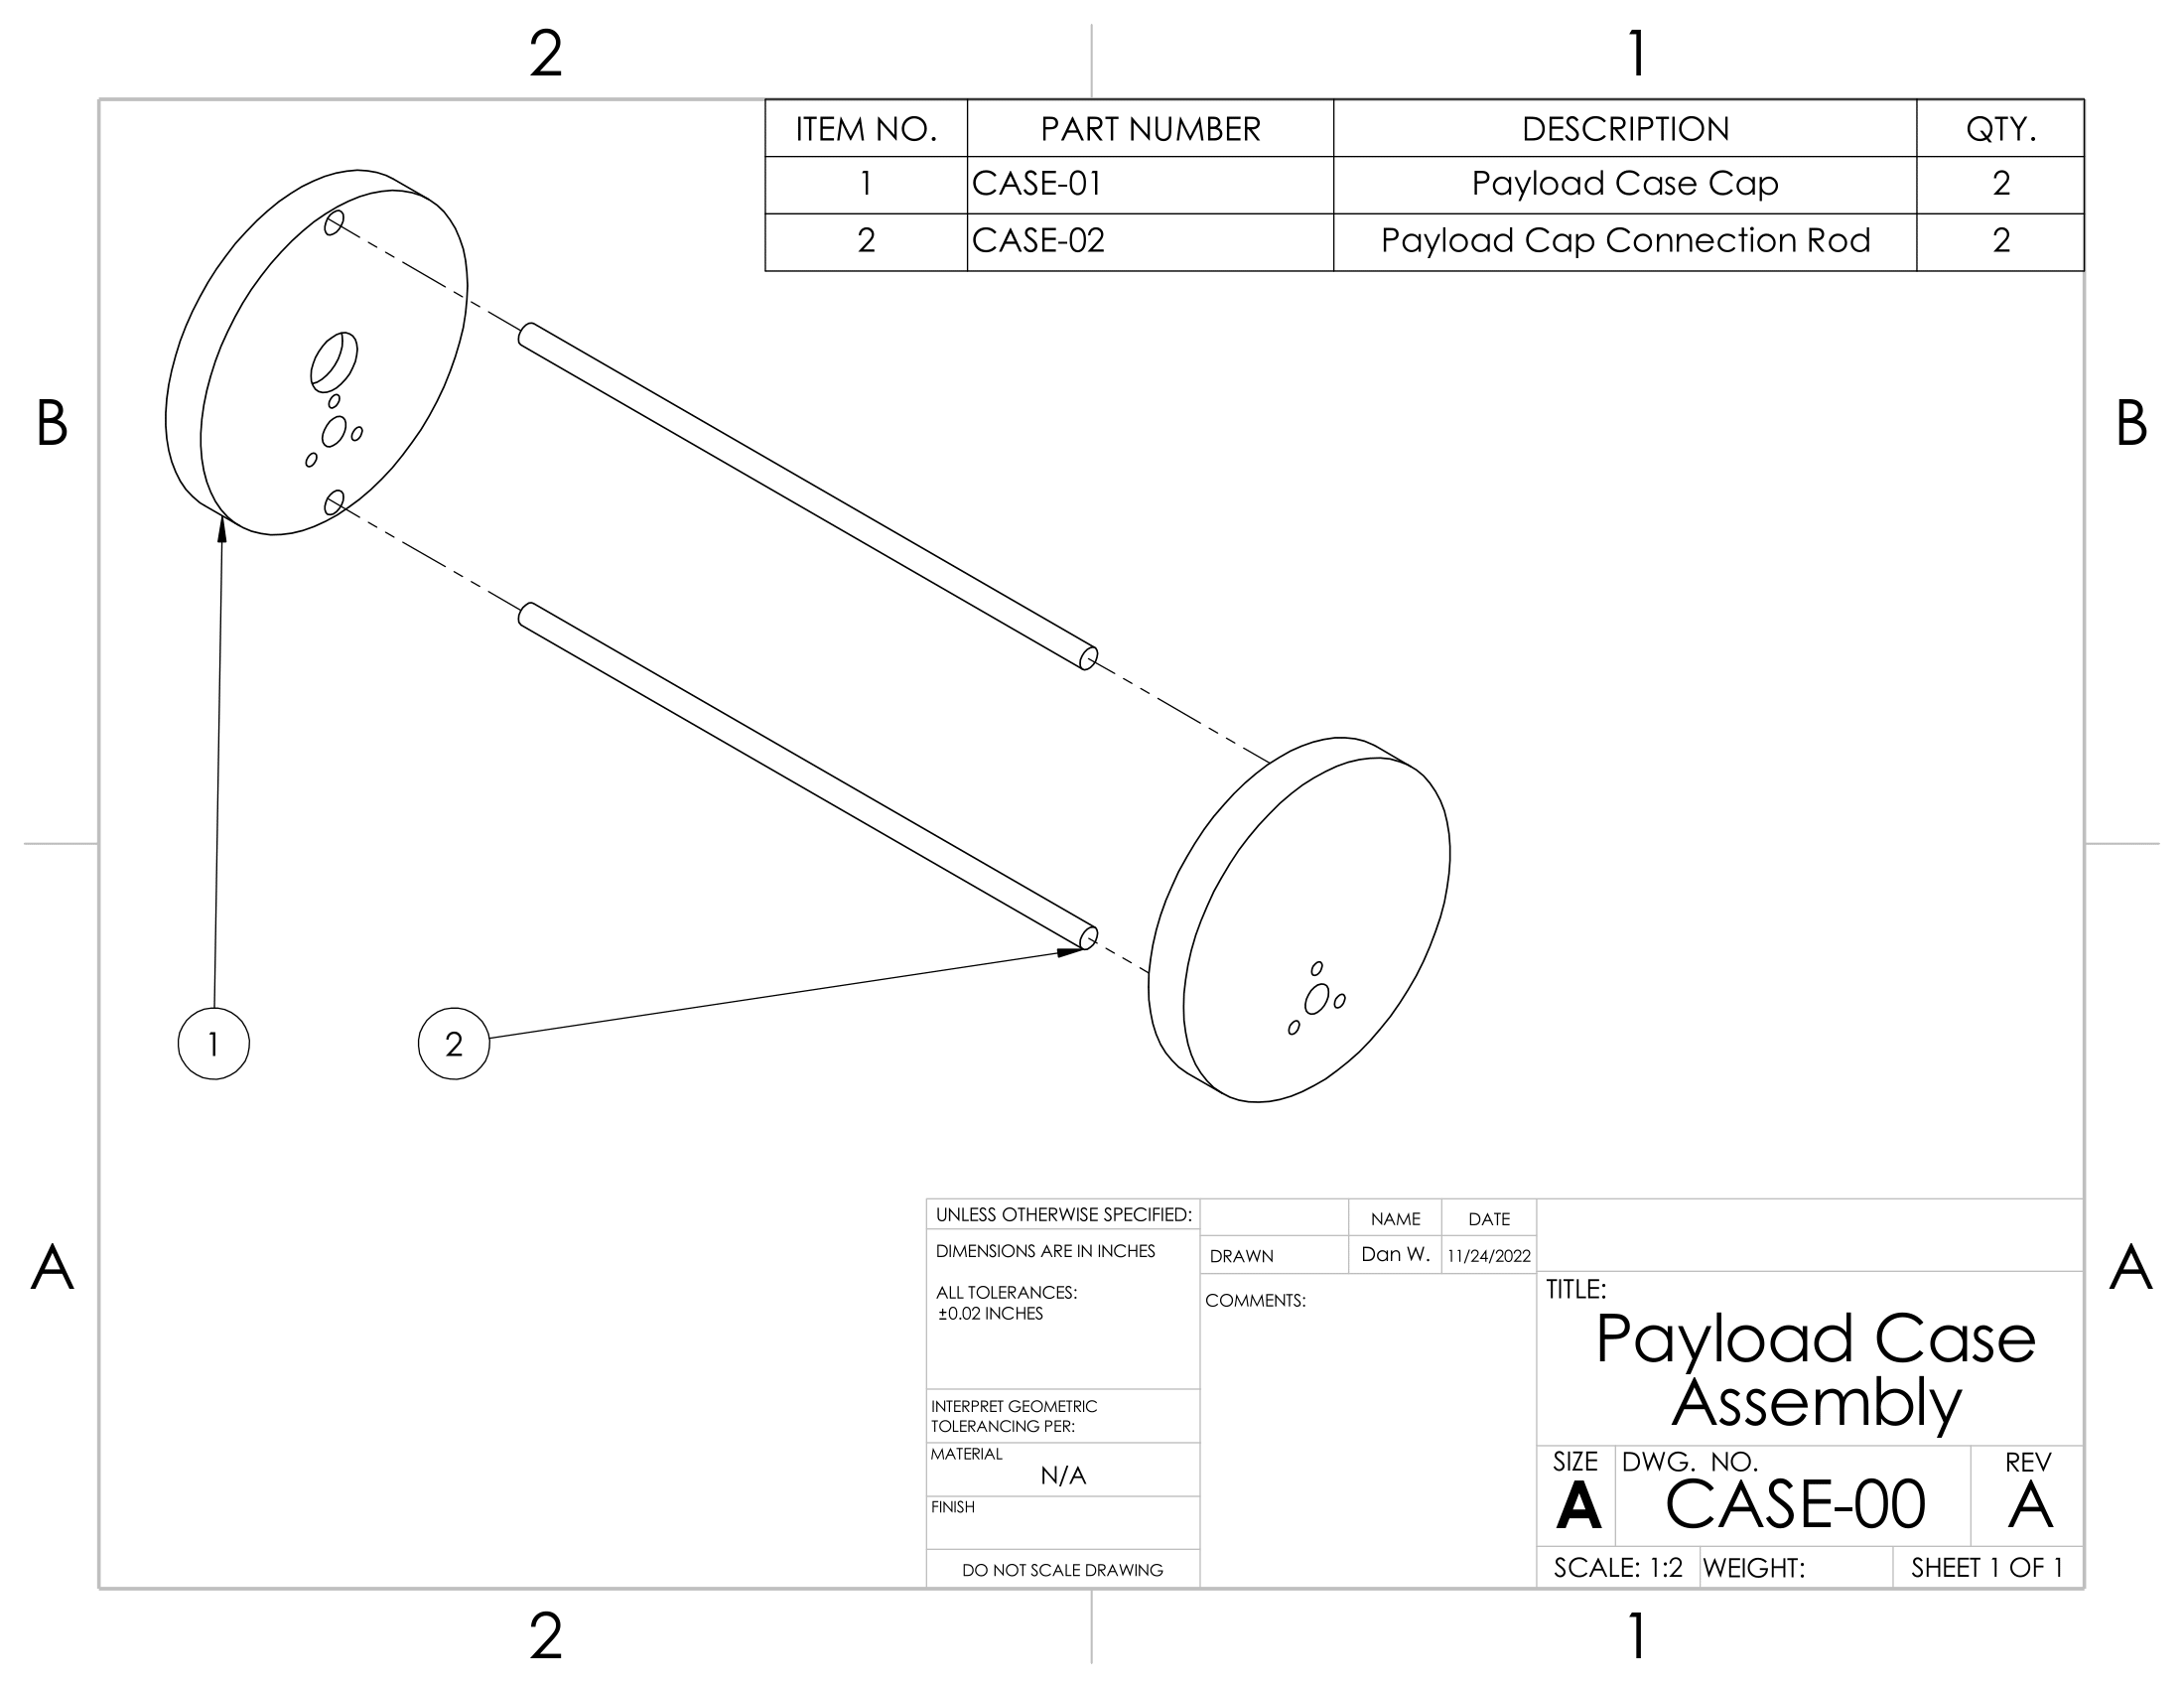 2 1
ITEM NO. PART NUMBER DESCRIPTION QTY.
1 CASE-01 Payload Case Cap 2
2 CASE-02 Payload Cap Connection Rod 2
B B
1 2
A A
UNLESS OTHERWISE SPECIFIED:
DIMENSIONS ARE IN INCHES
ALL TOLERANCES:
±0.02 INCHES
INTERPRET GEOMETRIC
TOLERANCING PER:
MATERIAL
N/A
FINISH
DO NOT SCALE DRAWING
NAME DATE
DRAWN Dan W. 11/24/2022
COMMENTS:
TITLE:
Payload Case
Assembly
SIZE DWG. NO. REV
A CASE-00 A
SCALE: 1:2 WEIGHT: SHEET 1 OF 1
2 1